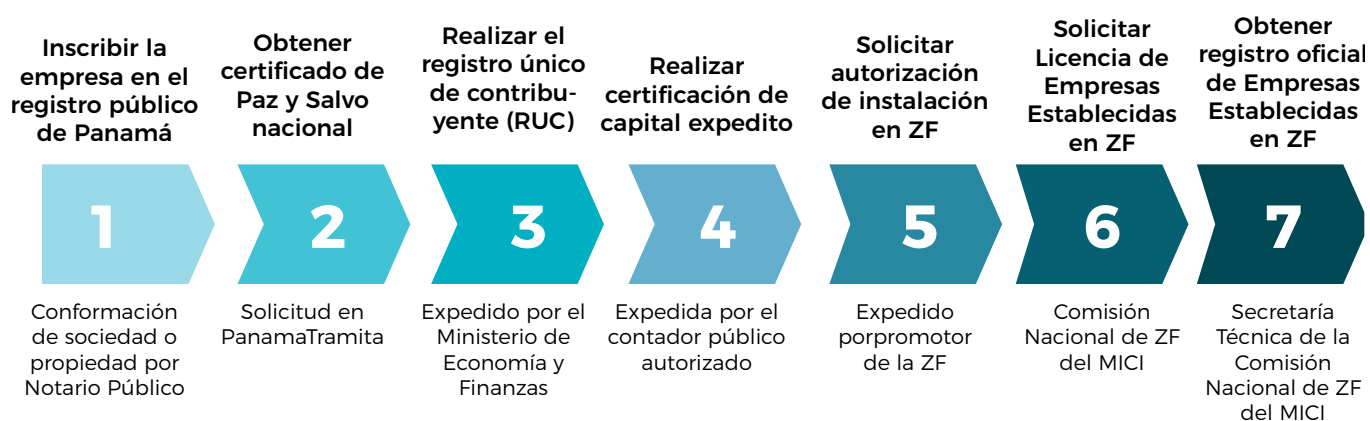 Inscribir la
empresa en el
registro público
de Panamá
Obtener
certificado de
Paz y Salvo
nacional
Realizar el
registro único
de contribu-
yente (RUC)
Realizar
certificación de
capital expedito
Solicitar
autorización
de instalación
en ZF
Solicitar
Licencia de
Empresas
Establecidas
en ZF
Obtener
registro oficial
de Empresas
Establecidas
en ZF
1
2
3
4
5
6
7
Conformación
de sociedad o
propiedad por
Notario Público
Solicitud en
PanamaTramita
Expedido por el
Ministerio de
Economía y
Finanzas
Expedida por el
contador público
autorizado
Expedido
porpromotor
de la ZF
Comisión
Nacional de ZF
del MICI
Secretaría
Técnica de la
Comisión
Nacional de ZF
del MICI